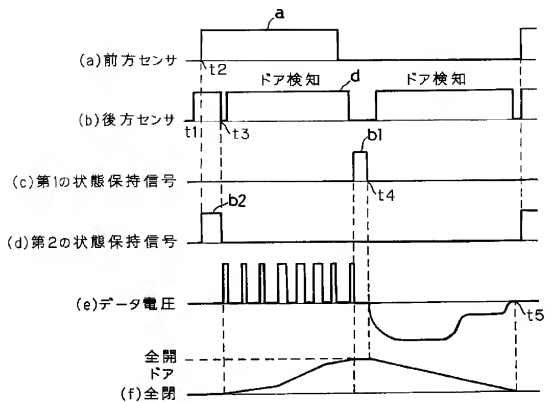 a
(a)前方センサ
t2
ドア検知 d ドア検知
(b)後方センサ
t1 t3
b1
(c)第1の状態保持信号
t4
b2
(d)第2の状態保持信号
(e)データ電圧
t5
全開
ドア
(f)全閉